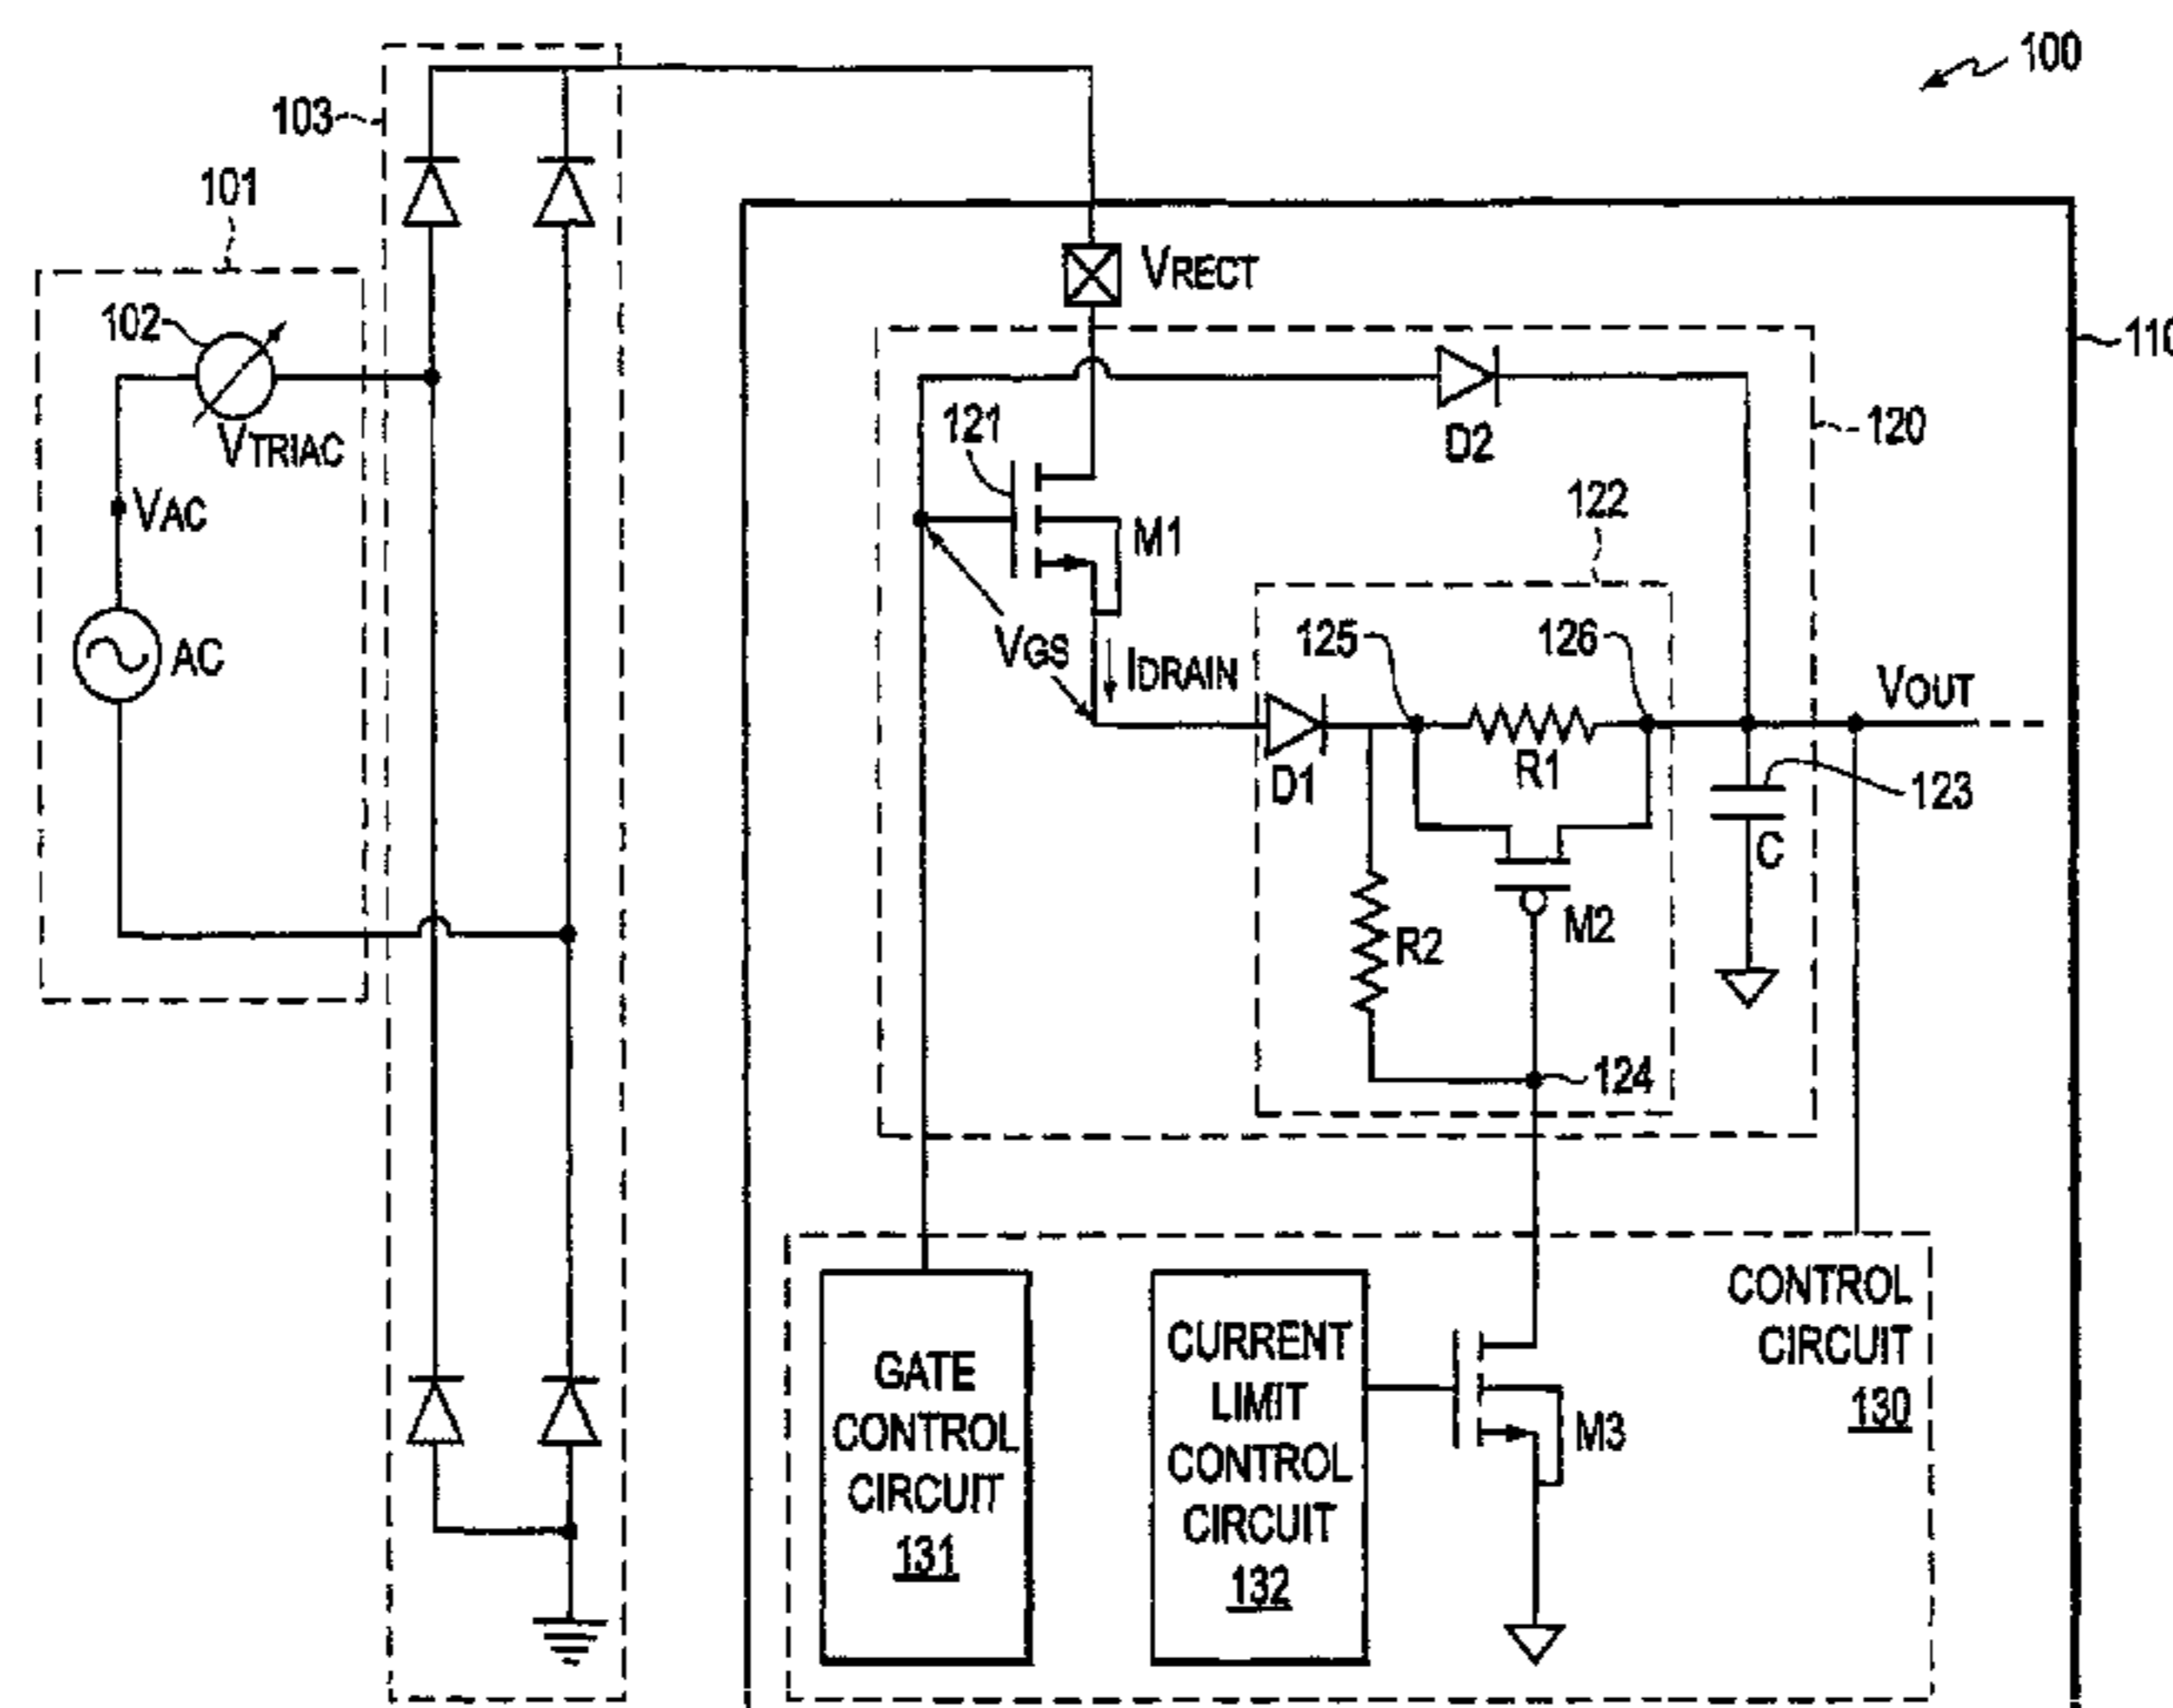 100
103
101
VRECT
102
110
VTRIAC
121
D2
120
VAC
122
M1
125
126
VGS
IDRAIN
AC
VOUT
D1
R1
123
C
R2
M2
124
CONTROL
CIRCUIT
130
GATE
CONTROL
CIRCUIT
131
CURRENT
LIMIT
CONTROL
CIRCUIT
132
M3